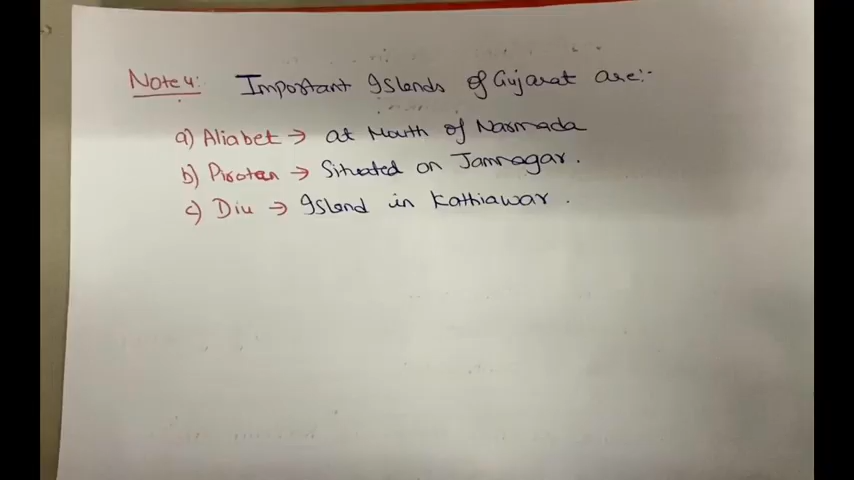 Note 4: Important Islands of Gujarat are:-
a) Aliabet → at Mouth of Narmada
b) Pirotan → Situated on Jamnagar.
c) Diu → Island in Kathiawar.